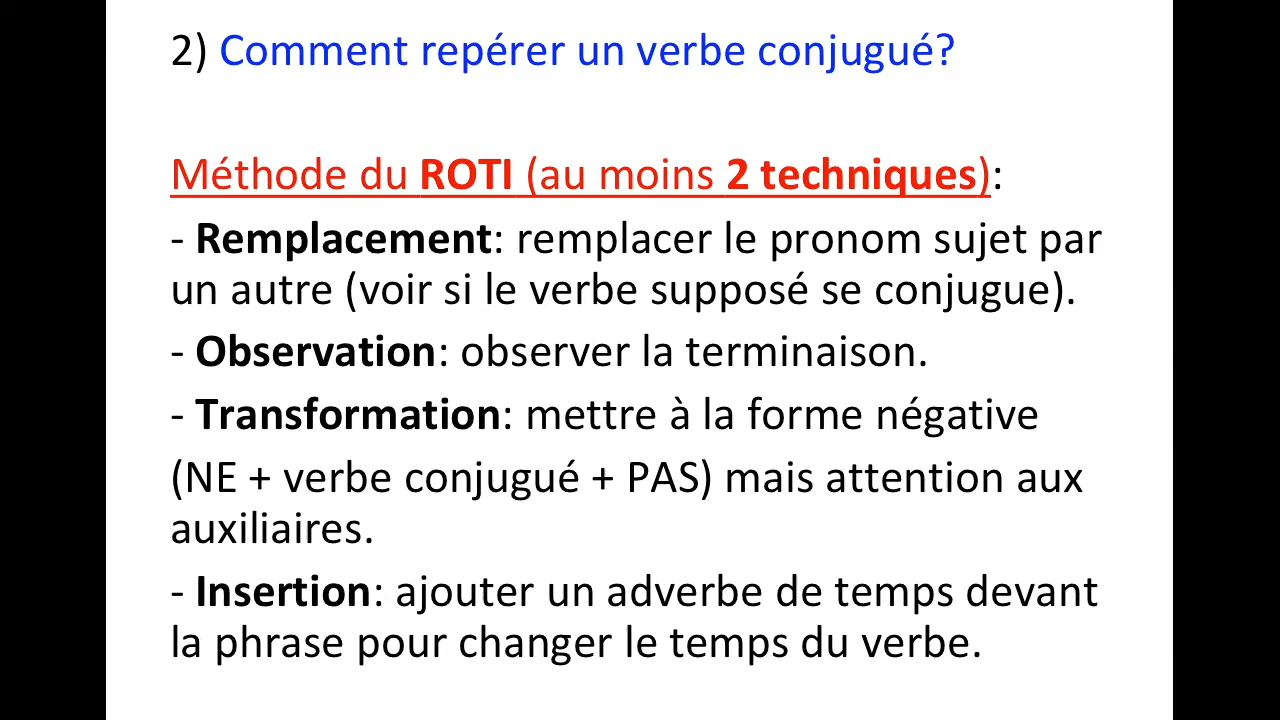 2) Comment repérer un verbe conjugué?
Méthode du ROTI (au moins 2 techniques):
- Remplacement: remplacer le pronom sujet par
un autre (voir si le verbe supposé se conjugue).
- Observation: observer la terminaison.
- Transformation: mettre à la forme négative
(NE + verbe conjugué + PAS) mais attention aux
auxiliaires.
- Insertion: ajouter un adverbe de temps devant
la phrase pour changer le temps du verbe.